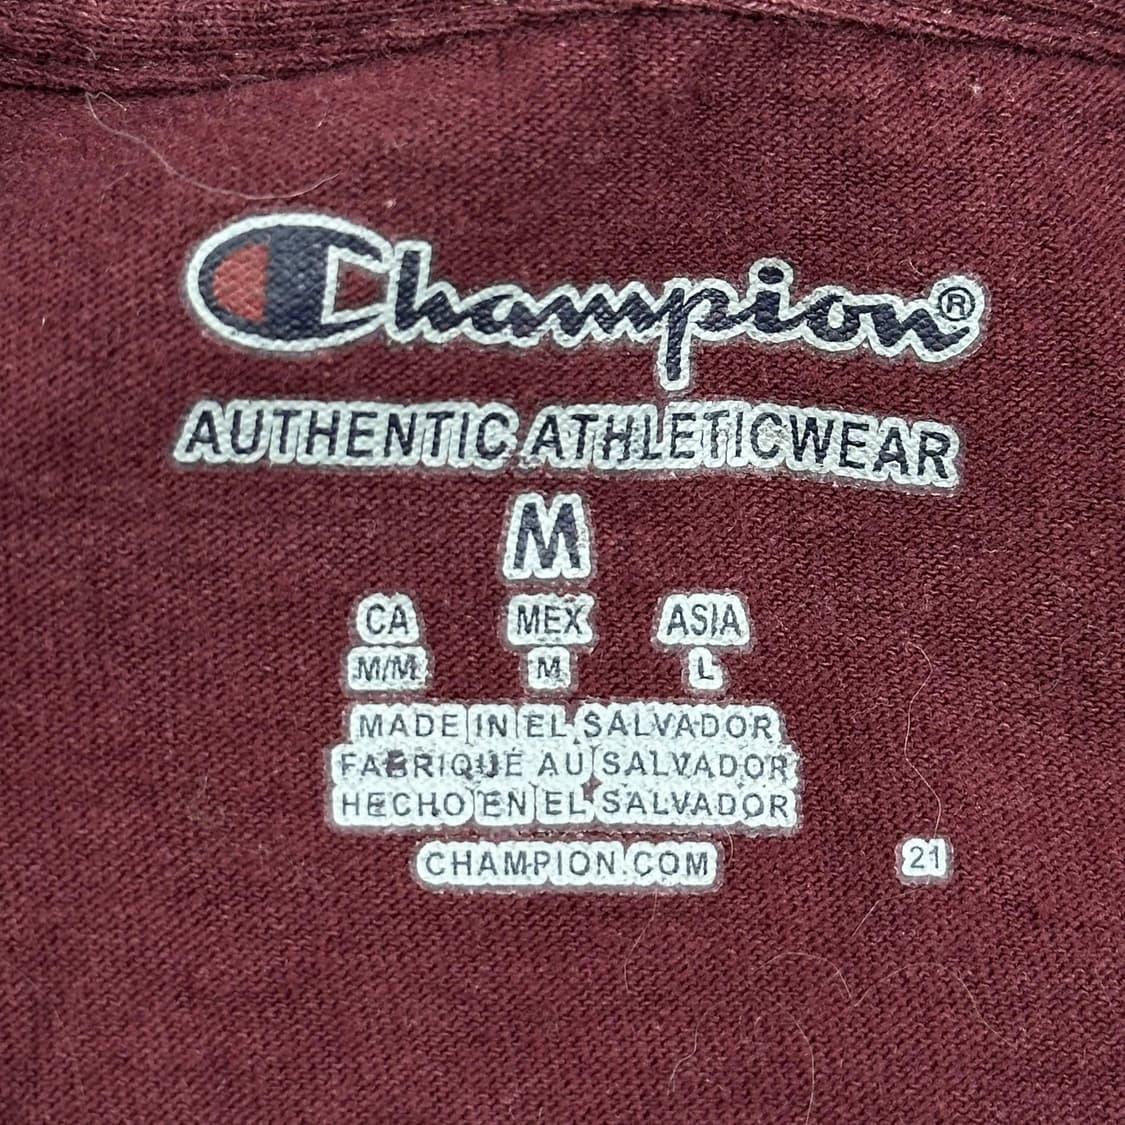 Champion®
AUTHENTIC ATHLETICWEAR
M
CA MEX ASIA
M/M M L
MADE IN EL SALVADOR
FABRIQUÉ AU SALVADOR
HECHO EN EL SALVADOR
CHAMPION.COM 21